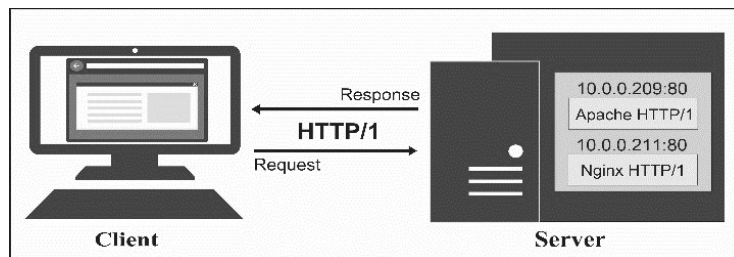 Response
HTTP/1
Request
Client
10.0.0.209:80
Apache HTTP/1
10.0.0.211:80
Nginx HTTP/1
Server